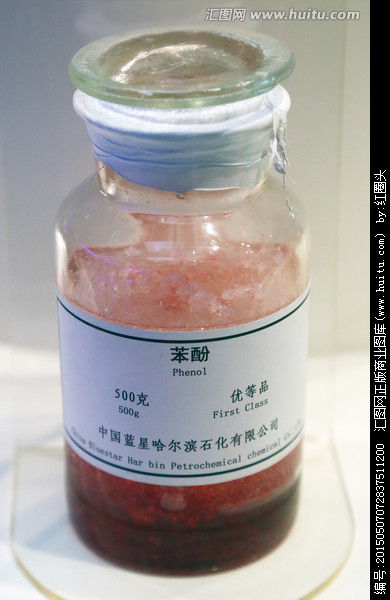 汇图网 www.huitu.com
苯酚
Phenol
500克 优等品
500g First Class
中国蓝星哈尔滨石化有限公司
China Bluestar Har bin Petrochemical chemical Co.
编号:20150507072837511200 汇图网正版商业图库(www.huitu.com) by:红圈头